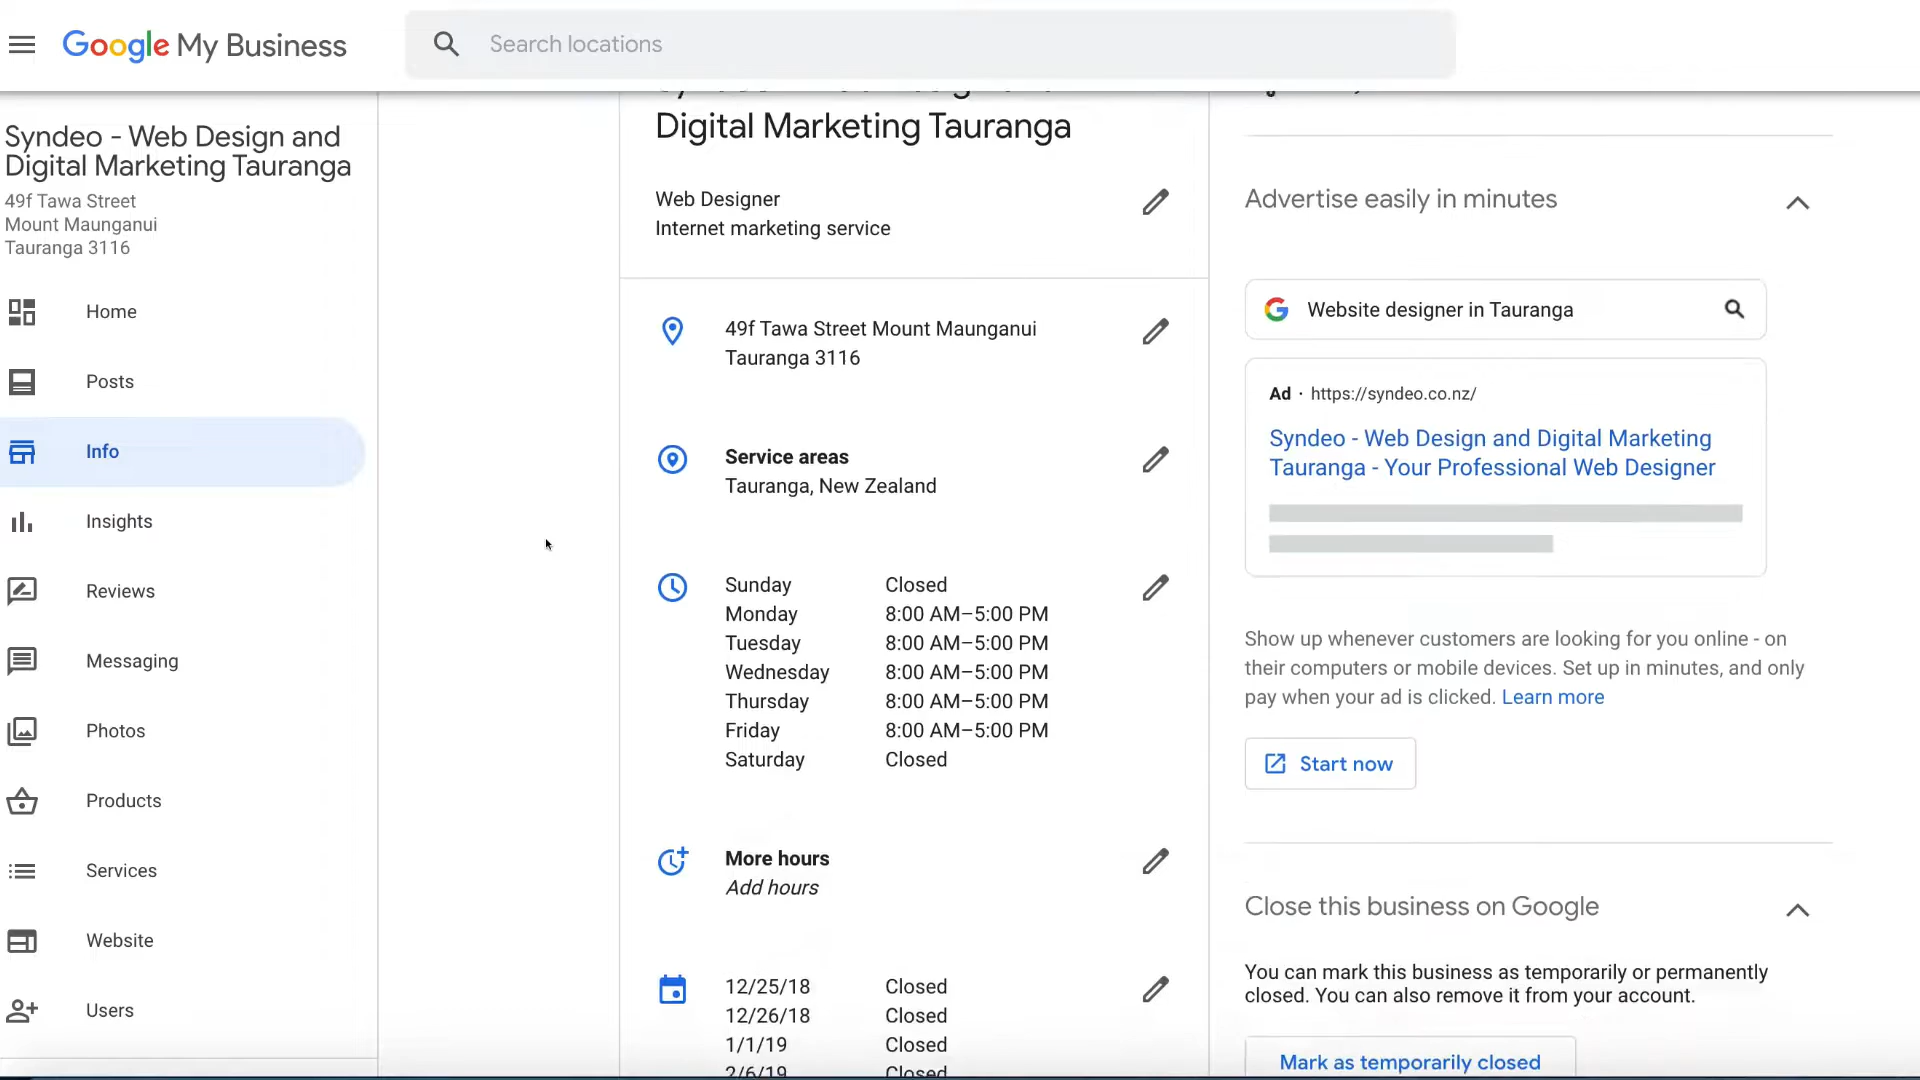 Google My Business
Search locations
Syndeo - Web Design and
Digital Marketing Tauranga
49f Tawa Street
Mount Maunganui
Tauranga 3116
Home
Posts
Info
Insights
Reviews
Messaging
Photos
Products
Services
Website
Users
Digital Marketing Tauranga
Web Designer
Internet marketing service
49f Tawa Street Mount Maunganui
Tauranga 3116
Service areas
Tauranga, New Zealand
Sunday Closed
Monday 8:00 AM–5:00 PM
Tuesday 8:00 AM–5:00 PM
Wednesday 8:00 AM–5:00 PM
Thursday 8:00 AM–5:00 PM
Friday 8:00 AM–5:00 PM
Saturday Closed
More hours
Add hours
12/25/18 Closed
12/26/18 Closed
1/1/19 Closed
2/6/19 Closed
Advertise easily in minutes
Website designer in Tauranga
Ad · https://syndeo.co.nz/
Syndeo - Web Design and Digital Marketing
Tauranga - Your Professional Web Designer
Show up whenever customers are looking for you online - on
their computers or mobile devices. Set up in minutes, and only
pay when your ad is clicked. Learn more
Start now
Close this business on Google
You can mark this business as temporarily or permanently
closed. You can also remove it from your account.
Mark as temporarily closed